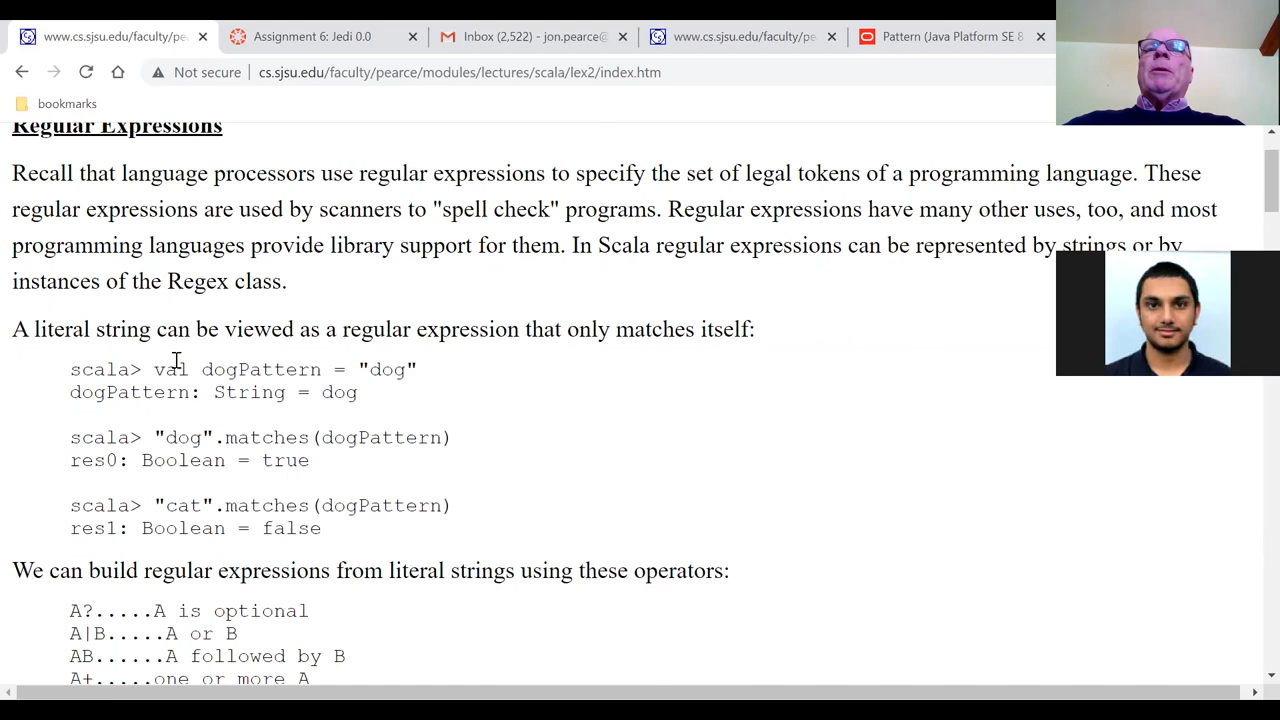 www.cs.sjsu.edu/faculty/pe
Assignment 6: Jedi 0.0
Inbox (2,522) - jon.pearce@
www.cs.sjsu.edu/faculty/pe
Pattern (Java Platform SE 8
Not secure
cs.sjsu.edu/faculty/pearce/modules/lectures/scala/lex2/index.htm
bookmarks
Regular Expressions
Recall that language processors use regular expressions to specify the set of legal tokens of a programming language. These
regular expressions are used by scanners to "spell check" programs. Regular expressions have many other uses, too, and most
programming languages provide library support for them. In Scala regular expressions can be represented by strings or by
instances of the Regex class.
A literal string can be viewed as a regular expression that only matches itself:
scala> val dogPattern = "dog"
dogPattern: String = dog
scala> "dog".matches(dogPattern)
res0: Boolean = true
scala> "cat".matches(dogPattern)
res1: Boolean = false
We can build regular expressions from literal strings using these operators:
A?.....A is optional
A|B.....A or B
AB......A followed by B
A+.....one or more A